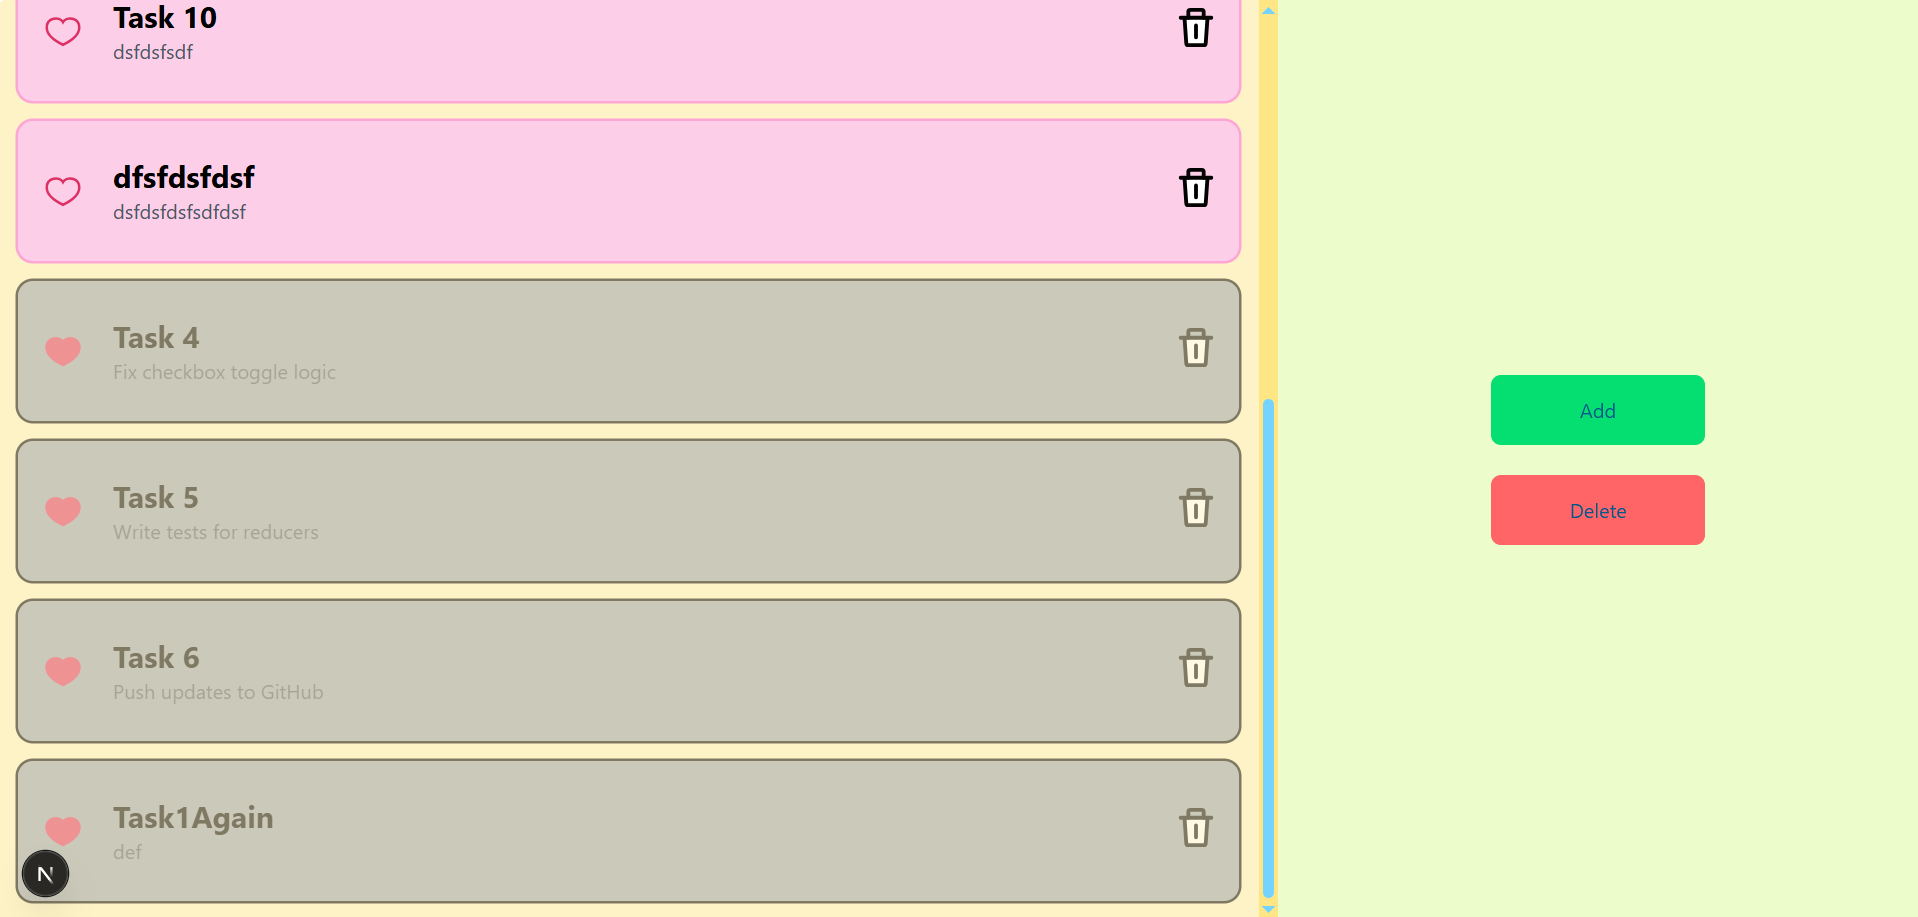 Task 10
dsfdsfsdf
dfsfdsfdsf
dsfdsfdsfsdfdsf
Task 4
Fix checkbox toggle logic
Task 5
Write tests for reducers
Task 6
Push updates to GitHub
Task1Again
def
N
Add
Delete